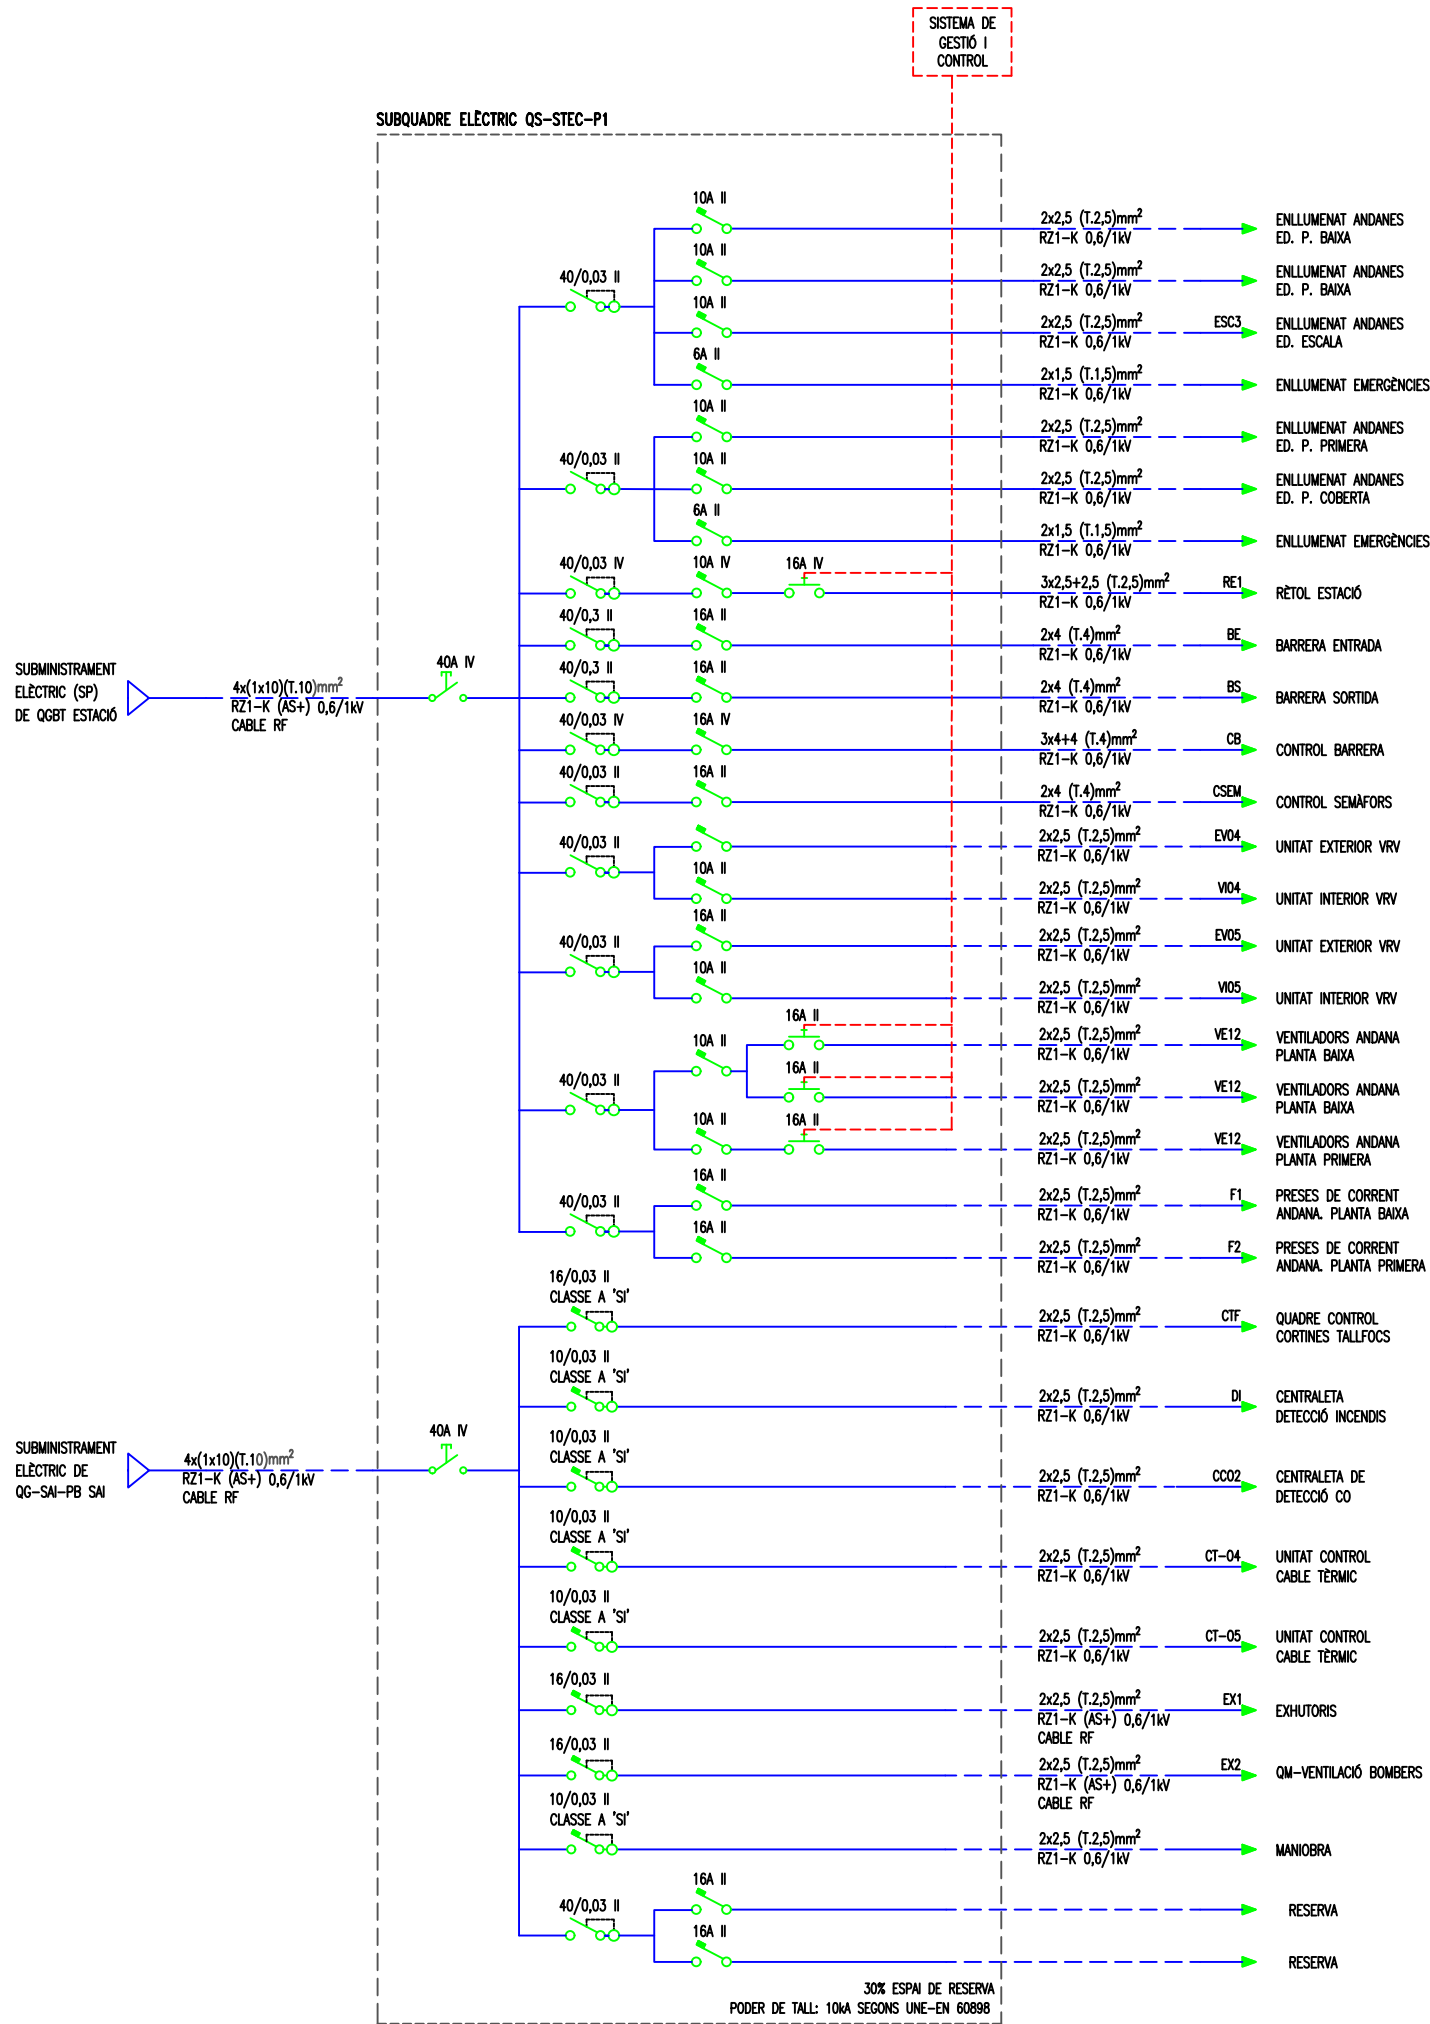 SISTEMA DE
GESTIÓ I
CONTROL
SUBQUADRE ELÈCTRIC QS-STEC-P1
10A II
2x2,5 (T.2,5)mm²
RZ1-K 0,6/1kV
ENLLUMENAT ANDANES
ED. P. BAIXA
40/0,03 II
10A II
2x2,5 (T.2,5)mm²
RZ1-K 0,6/1kV
ENLLUMENAT ANDANES
ED. P. BAIXA
10A II
2x2,5 (T.2,5)mm²
RZ1-K 0,6/1kV
ESC3
ENLLUMENAT ANDANES
ED. ESCALA
6A II
2x1,5 (T.1,5)mm²
RZ1-K 0,6/1kV
ENLLUMENAT EMERGÈNCIES
10A II
2x2,5 (T.2,5)mm²
RZ1-K 0,6/1kV
ENLLUMENAT ANDANES
ED. P. PRIMERA
40/0,03 II
10A II
2x2,5 (T.2,5)mm²
RZ1-K 0,6/1kV
ENLLUMENAT ANDANES
ED. P. COBERTA
6A II
2x1,5 (T.1,5)mm²
RZ1-K 0,6/1kV
ENLLUMENAT EMERGÈNCIES
40/0,03 IV
10A IV
16A IV
3x2,5+2,5 (T.2,5)mm²
RZ1-K 0,6/1kV
RE1
RÈTOL ESTACIÓ
40/0,3 II
16A II
2x4 (T.4)mm²
RZ1-K 0,6/1kV
BE
BARRERA ENTRADA
SUBMINISTRAMENT
ELÈCTRIC (SP)
DE QGBT ESTACIÓ
4x(1x10)(T.10)mm²
RZ1-K (AS+) 0,6/1kV
CABLE RF
40A IV
40/0,3 II
16A II
2x4 (T.4)mm²
RZ1-K 0,6/1kV
BS
BARRERA SORTIDA
40/0,03 IV
16A IV
3x4+4 (T.4)mm²
RZ1-K 0,6/1kV
CB
CONTROL BARRERA
40/0,03 II
16A II
2x4 (T.4)mm²
RZ1-K 0,6/1kV
CSEM
CONTROL SEMÀFORS
40/0,03 II
2x2,5 (T.2,5)mm²
RZ1-K 0,6/1kV
EV04
UNITAT EXTERIOR VRV
10A II
2x2,5 (T.2,5)mm²
RZ1-K 0,6/1kV
VI04
UNITAT INTERIOR VRV
40/0,03 II
16A II
2x2,5 (T.2,5)mm²
RZ1-K 0,6/1kV
EV05
UNITAT EXTERIOR VRV
10A II
2x2,5 (T.2,5)mm²
RZ1-K 0,6/1kV
VI05
UNITAT INTERIOR VRV
40/0,03 II
10A II
16A II
2x2,5 (T.2,5)mm²
RZ1-K 0,6/1kV
VE12
VENTILADORS ANDANA
PLANTA BAIXA
16A II
2x2,5 (T.2,5)mm²
RZ1-K 0,6/1kV
VE12
VENTILADORS ANDANA
PLANTA BAIXA
10A II
16A II
2x2,5 (T.2,5)mm²
RZ1-K 0,6/1kV
VE12
VENTILADORS ANDANA
PLANTA PRIMERA
40/0,03 II
16A II
2x2,5 (T.2,5)mm²
RZ1-K 0,6/1kV
F1
PRESES DE CORRENT
ANDANA. PLANTA BAIXA
16A II
2x2,5 (T.2,5)mm²
RZ1-K 0,6/1kV
F2
PRESES DE CORRENT
ANDANA. PLANTA PRIMERA
16/0,03 II
CLASSE A 'SI'
2x2,5 (T.2,5)mm²
RZ1-K 0,6/1kV
CTF
QUADRE CONTROL
CORTINES TALLFOCS
10/0,03 II
CLASSE A 'SI'
2x2,5 (T.2,5)mm²
RZ1-K 0,6/1kV
DI
CENTRALETA
DETECCIÓ INCENDIS
SUBMINISTRAMENT
ELÈCTRIC DE
QG-SAI-PB SAI
4x(1x10)(T.10)mm²
RZ1-K (AS+) 0,6/1kV
CABLE RF
40A IV
10/0,03 II
CLASSE A 'SI'
2x2,5 (T.2,5)mm²
RZ1-K 0,6/1kV
CCO2
CENTRALETA DE
DETECCIÓ CO
10/0,03 II
CLASSE A 'SI'
2x2,5 (T.2,5)mm²
RZ1-K 0,6/1kV
CT-04
UNITAT CONTROL
CABLE TÈRMIC
10/0,03 II
CLASSE A 'SI'
2x2,5 (T.2,5)mm²
RZ1-K 0,6/1kV
CT-05
UNITAT CONTROL
CABLE TÈRMIC
16/0,03 II
2x2,5 (T.2,5)mm²
RZ1-K (AS+) 0,6/1kV
CABLE RF
EX1
EXHUTORIS
16/0,03 II
2x2,5 (T.2,5)mm²
RZ1-K (AS+) 0,6/1kV
CABLE RF
EX2
QM-VENTILACIÓ BOMBERS
10/0,03 II
CLASSE A 'SI'
2x2,5 (T.2,5)mm²
RZ1-K 0,6/1kV
MANIOBRA
40/0,03 II
16A II
RESERVA
16A II
RESERVA
30% ESPAI DE RESERVA
PODER DE TALL: 10kA SEGONS UNE-EN 60898